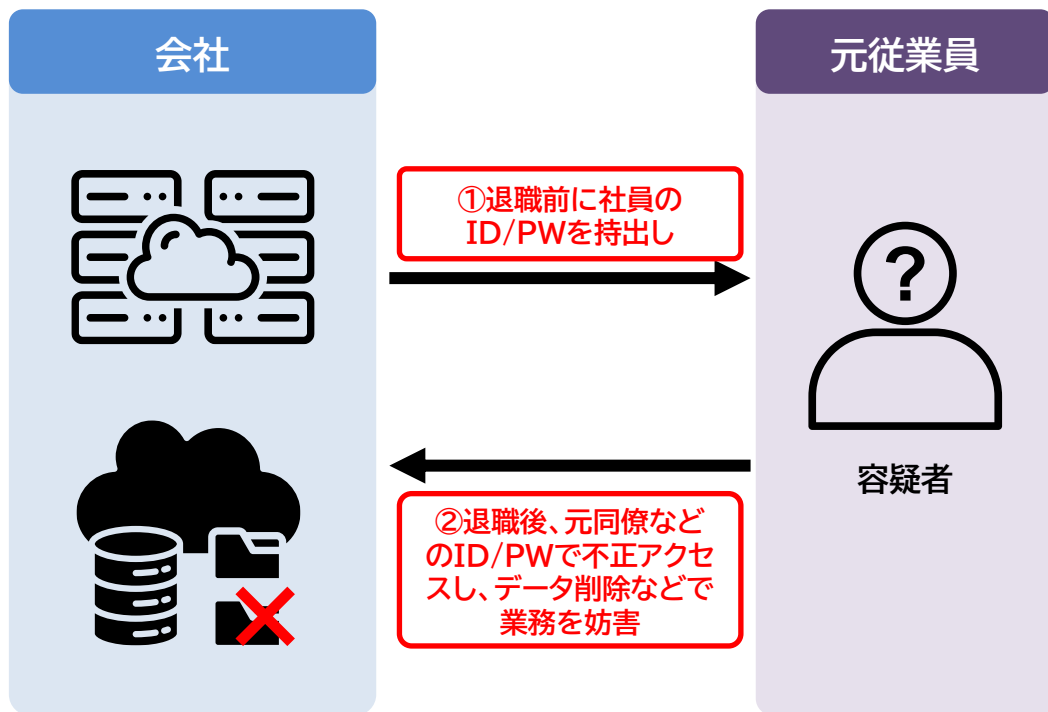 会社
元従業員
①退職前に社員の
ID/PWを持出し
?
容疑者
②退職後、元同僚など
のID/PWで不正アクセ
スし、データ削除などで
業務を妨害